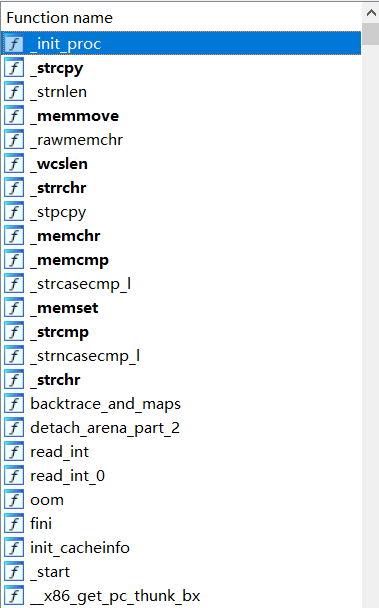 Function name
_init_proc
_strcpy
_strnlen
_memmove
_rawmemchr
_wcslen
_strrchr
_stpcpy
_memchr
_memcmp
_strcasecmp_l
_memset
_strcmp
_strncasecmp_l
_strchr
backtrace_and_maps
detach_arena_part_2
read_int
read_int_0
oom
fini
init_cacheinfo
_start
__x86_get_pc_thunk_bx